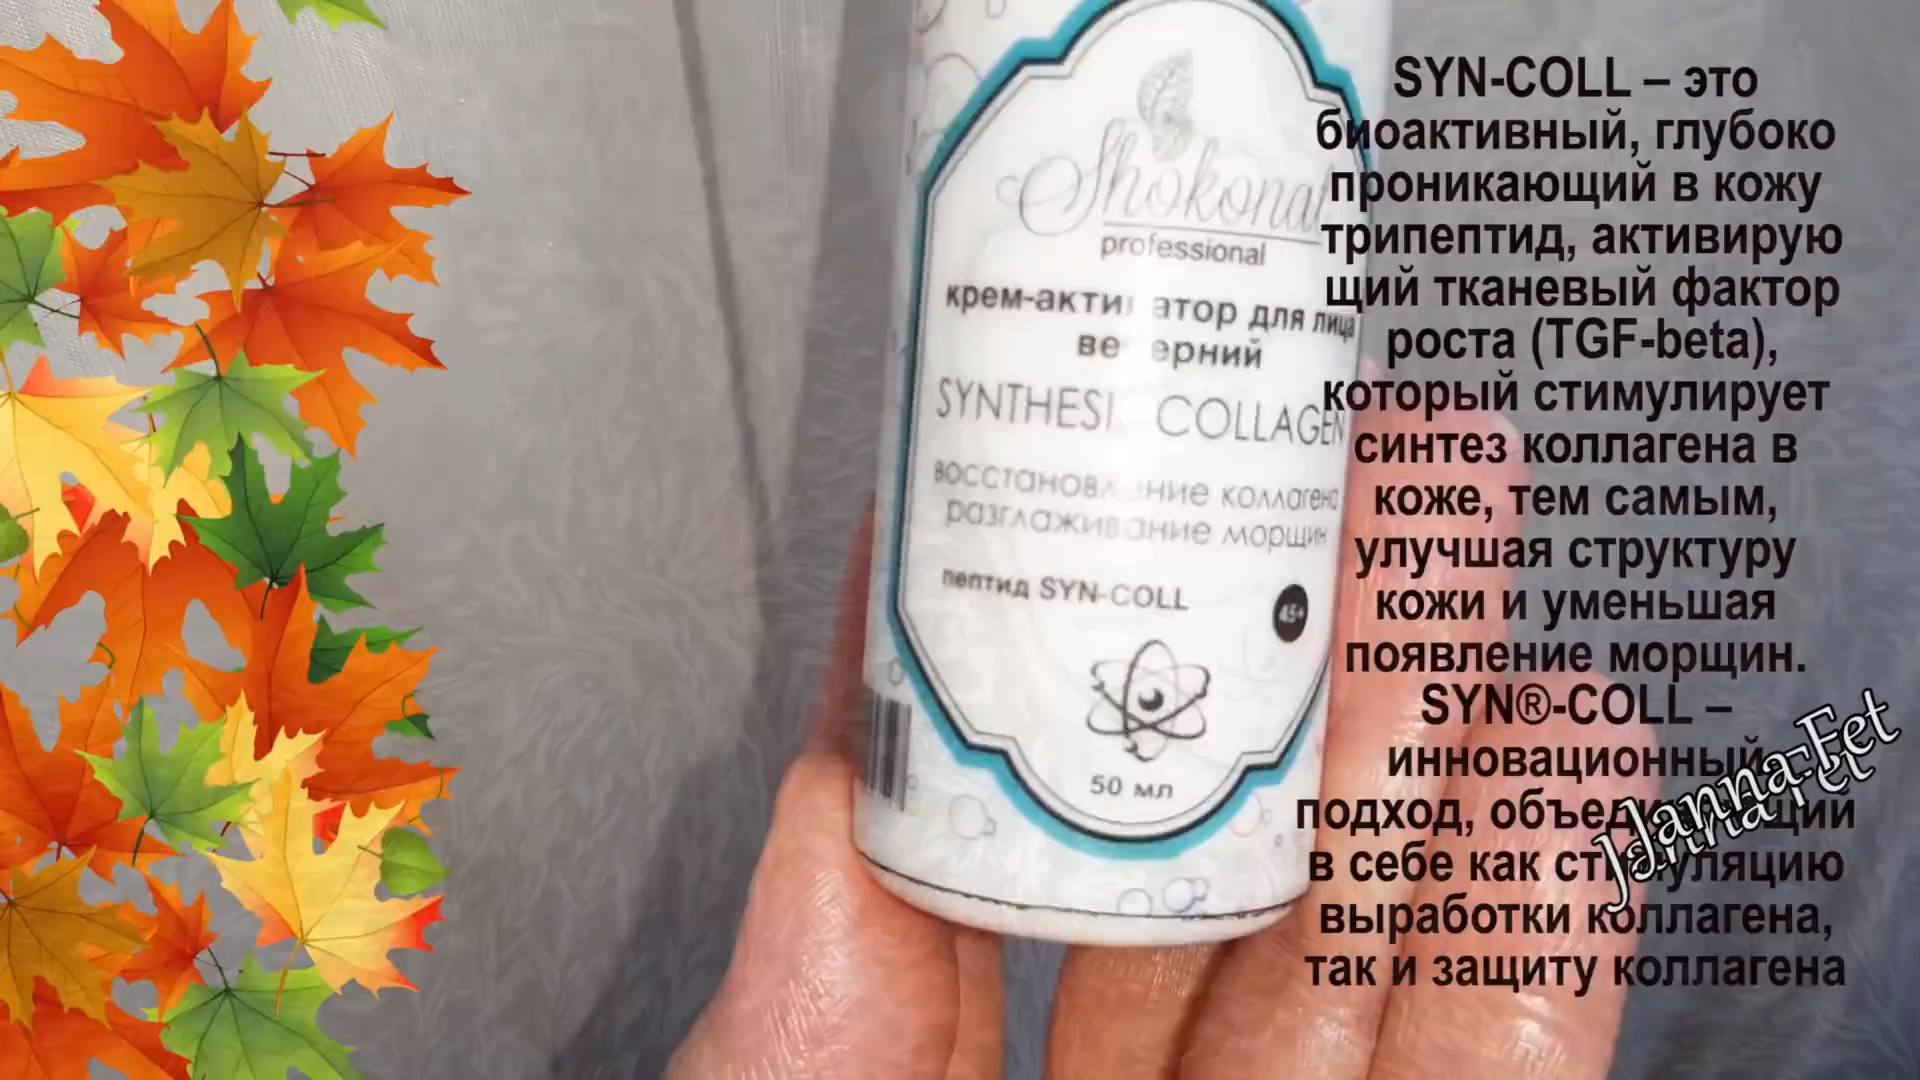 Shokonat
professional
крем-активатор для лица
вечерний
SYNTHESIS COLLAGEN
восстановление коллагена
разглаживание морщин
пептид SYN-COLL
45+
50 мл
SYN-COLL – это
биоактивный, глубоко
проникающий в кожу
трипептид, активирую
щий тканевый фактор
роста (TGF-beta),
который стимулирует
синтез коллагена в
коже, тем самым,
улучшая структуру
кожи и уменьшая
появление морщин.
SYN®-COLL –
инновационный
подход, объединяющий
в себе как стимуляцию
выработки коллагена,
так и защиту коллагена
Janna-Fet
Janna-Fet